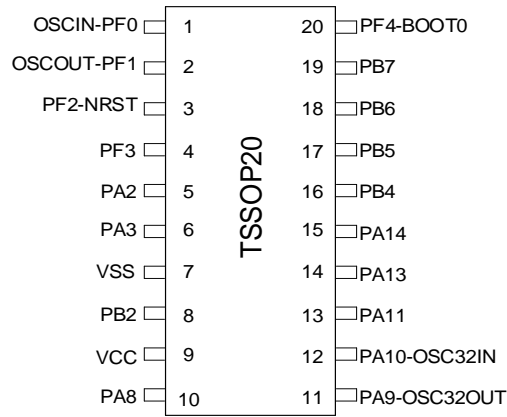 OSCIN-PF0 1 20 PF4-BOOT0
OSCOUT-PF1 2 19 PB7
PF2-NRST 3 18 PB6
PF3 4 17 PB5
PA2 5 16 PB4
PA3 6 15 PA14
VSS 7 14 PA13
PB2 8 13 PA11
VCC 9 12 PA10-OSC32IN
PA8 10 11 PA9-OSC32OUT
TSSOP20